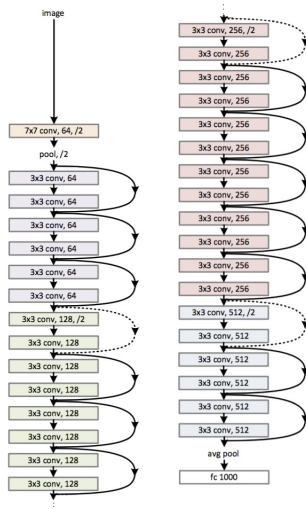 image
7x7 conv, 64, /2
pool, /2
3x3 conv, 64
3x3 conv, 64
3x3 conv, 64
3x3 conv, 64
3x3 conv, 64
3x3 conv, 64
3x3 conv, 128, /2
3x3 conv, 128
3x3 conv, 128
3x3 conv, 128
3x3 conv, 128
3x3 conv, 128
3x3 conv, 128
3x3 conv, 128
3x3 conv, 256, /2
3x3 conv, 256
3x3 conv, 256
3x3 conv, 256
3x3 conv, 256
3x3 conv, 256
3x3 conv, 256
3x3 conv, 256
3x3 conv, 256
3x3 conv, 256
3x3 conv, 256
3x3 conv, 256
3x3 conv, 512, /2
3x3 conv, 512
3x3 conv, 512
3x3 conv, 512
3x3 conv, 512
3x3 conv, 512
avg pool
fc 1000